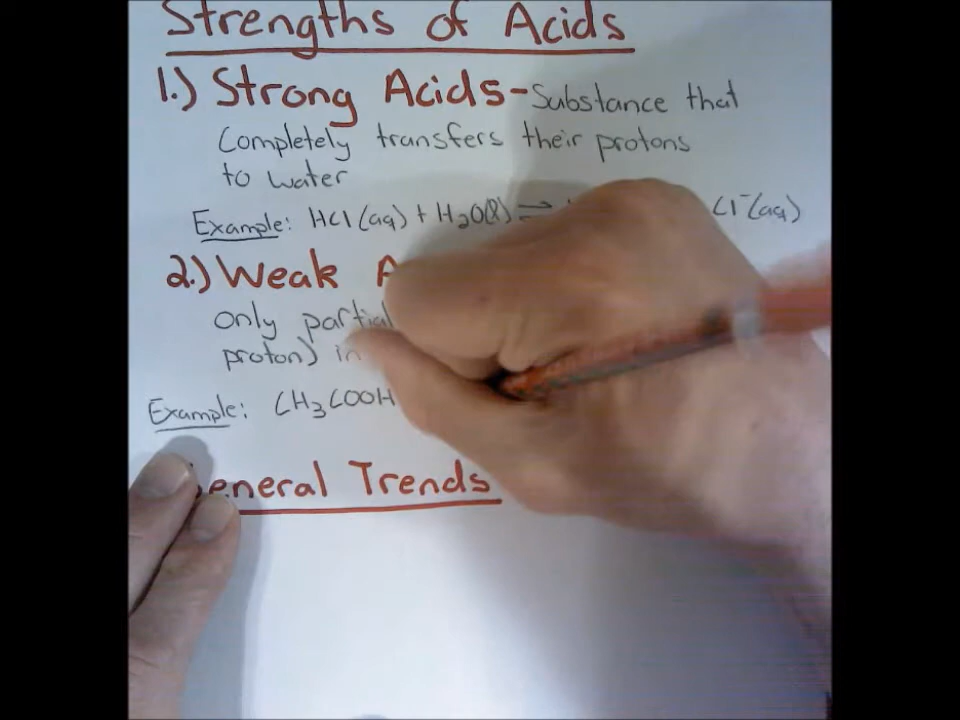 Strengths of Acids
1.) Strong Acids - Substance that
completely transfers their protons
to water
Example: HCl(aq) + H₂O(l) ⇌ Cl⁻(aq)
2.) Weak
only partial
proton) in
Example: CH₃COOH
General Trends